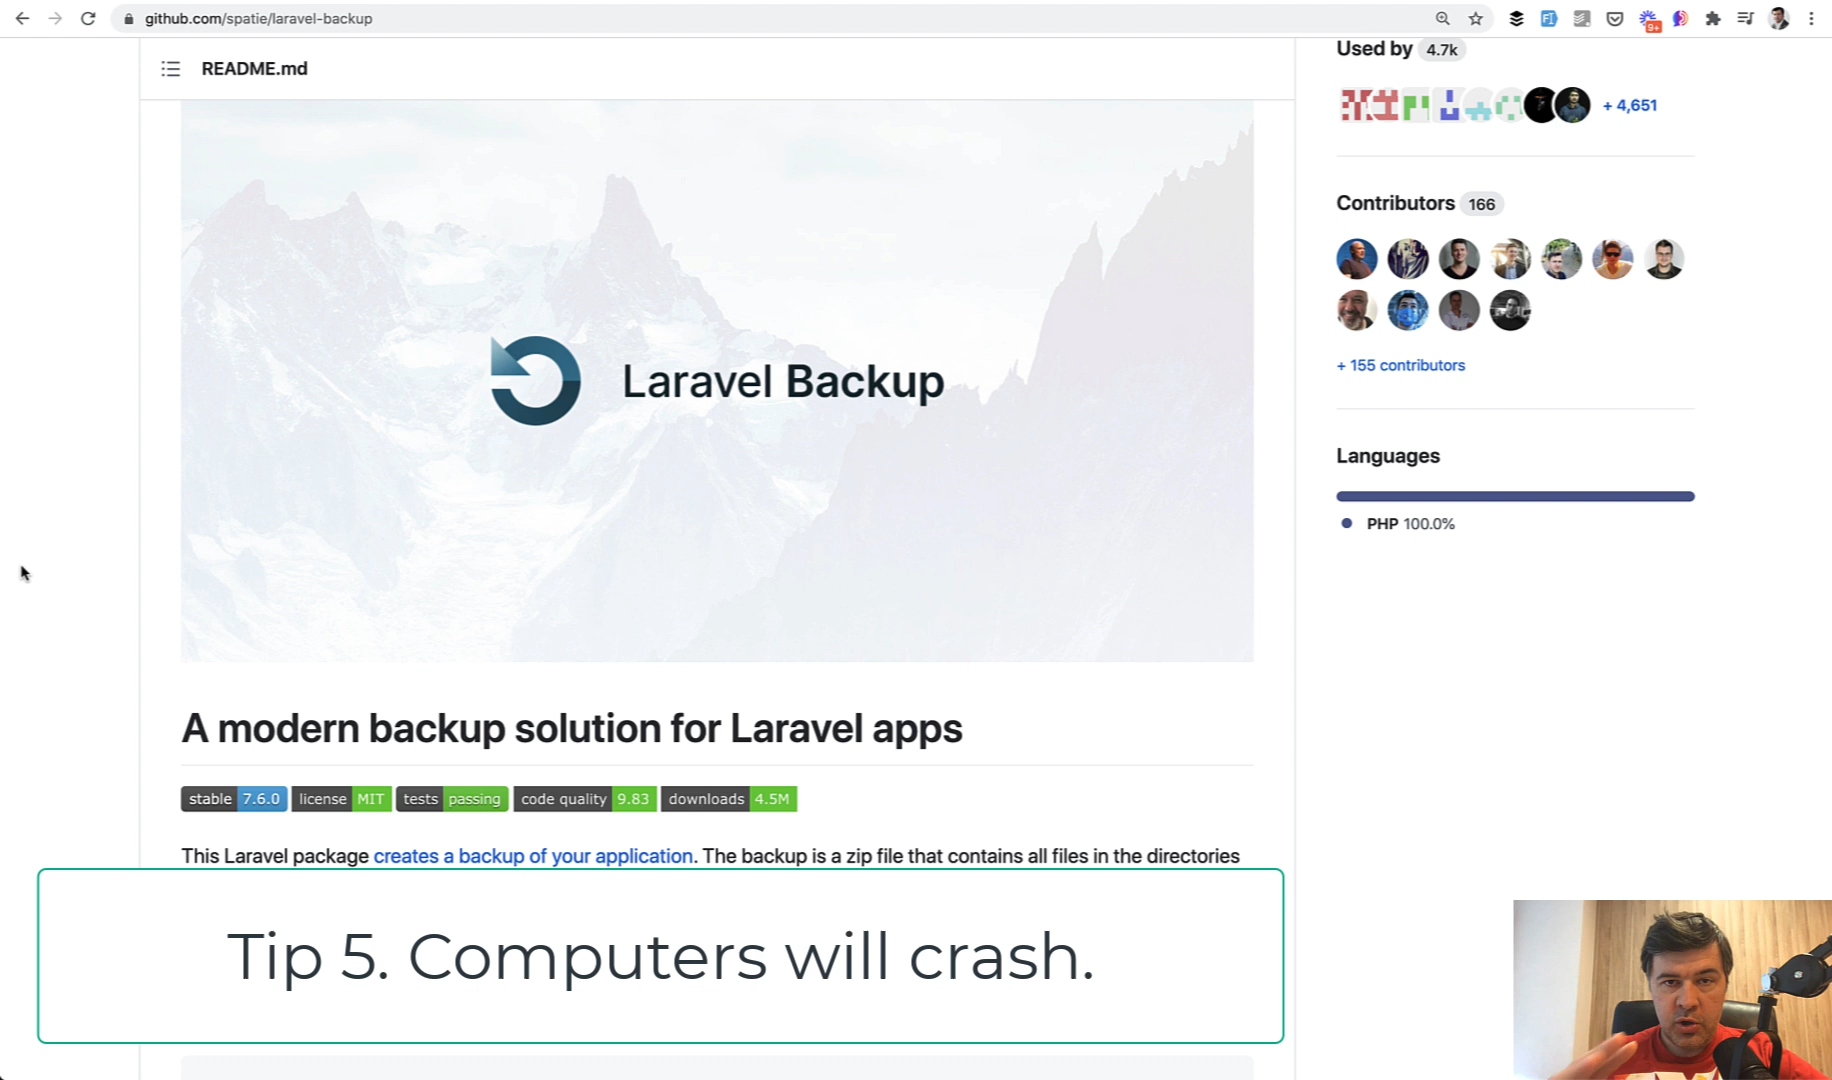 github.com/spatie/laravel-backup
9+
README.md
Used by 4.7k
+ 4,651
Laravel Backup
Contributors 166
+ 155 contributors
Languages
PHP 100.0%
A modern backup solution for Laravel apps
stable 7.6.0 license MIT tests passing code quality 9.83 downloads 4.5M
This Laravel package creates a backup of your application. The backup is a zip file that contains all files in the directories
Tip 5. Computers will crash.